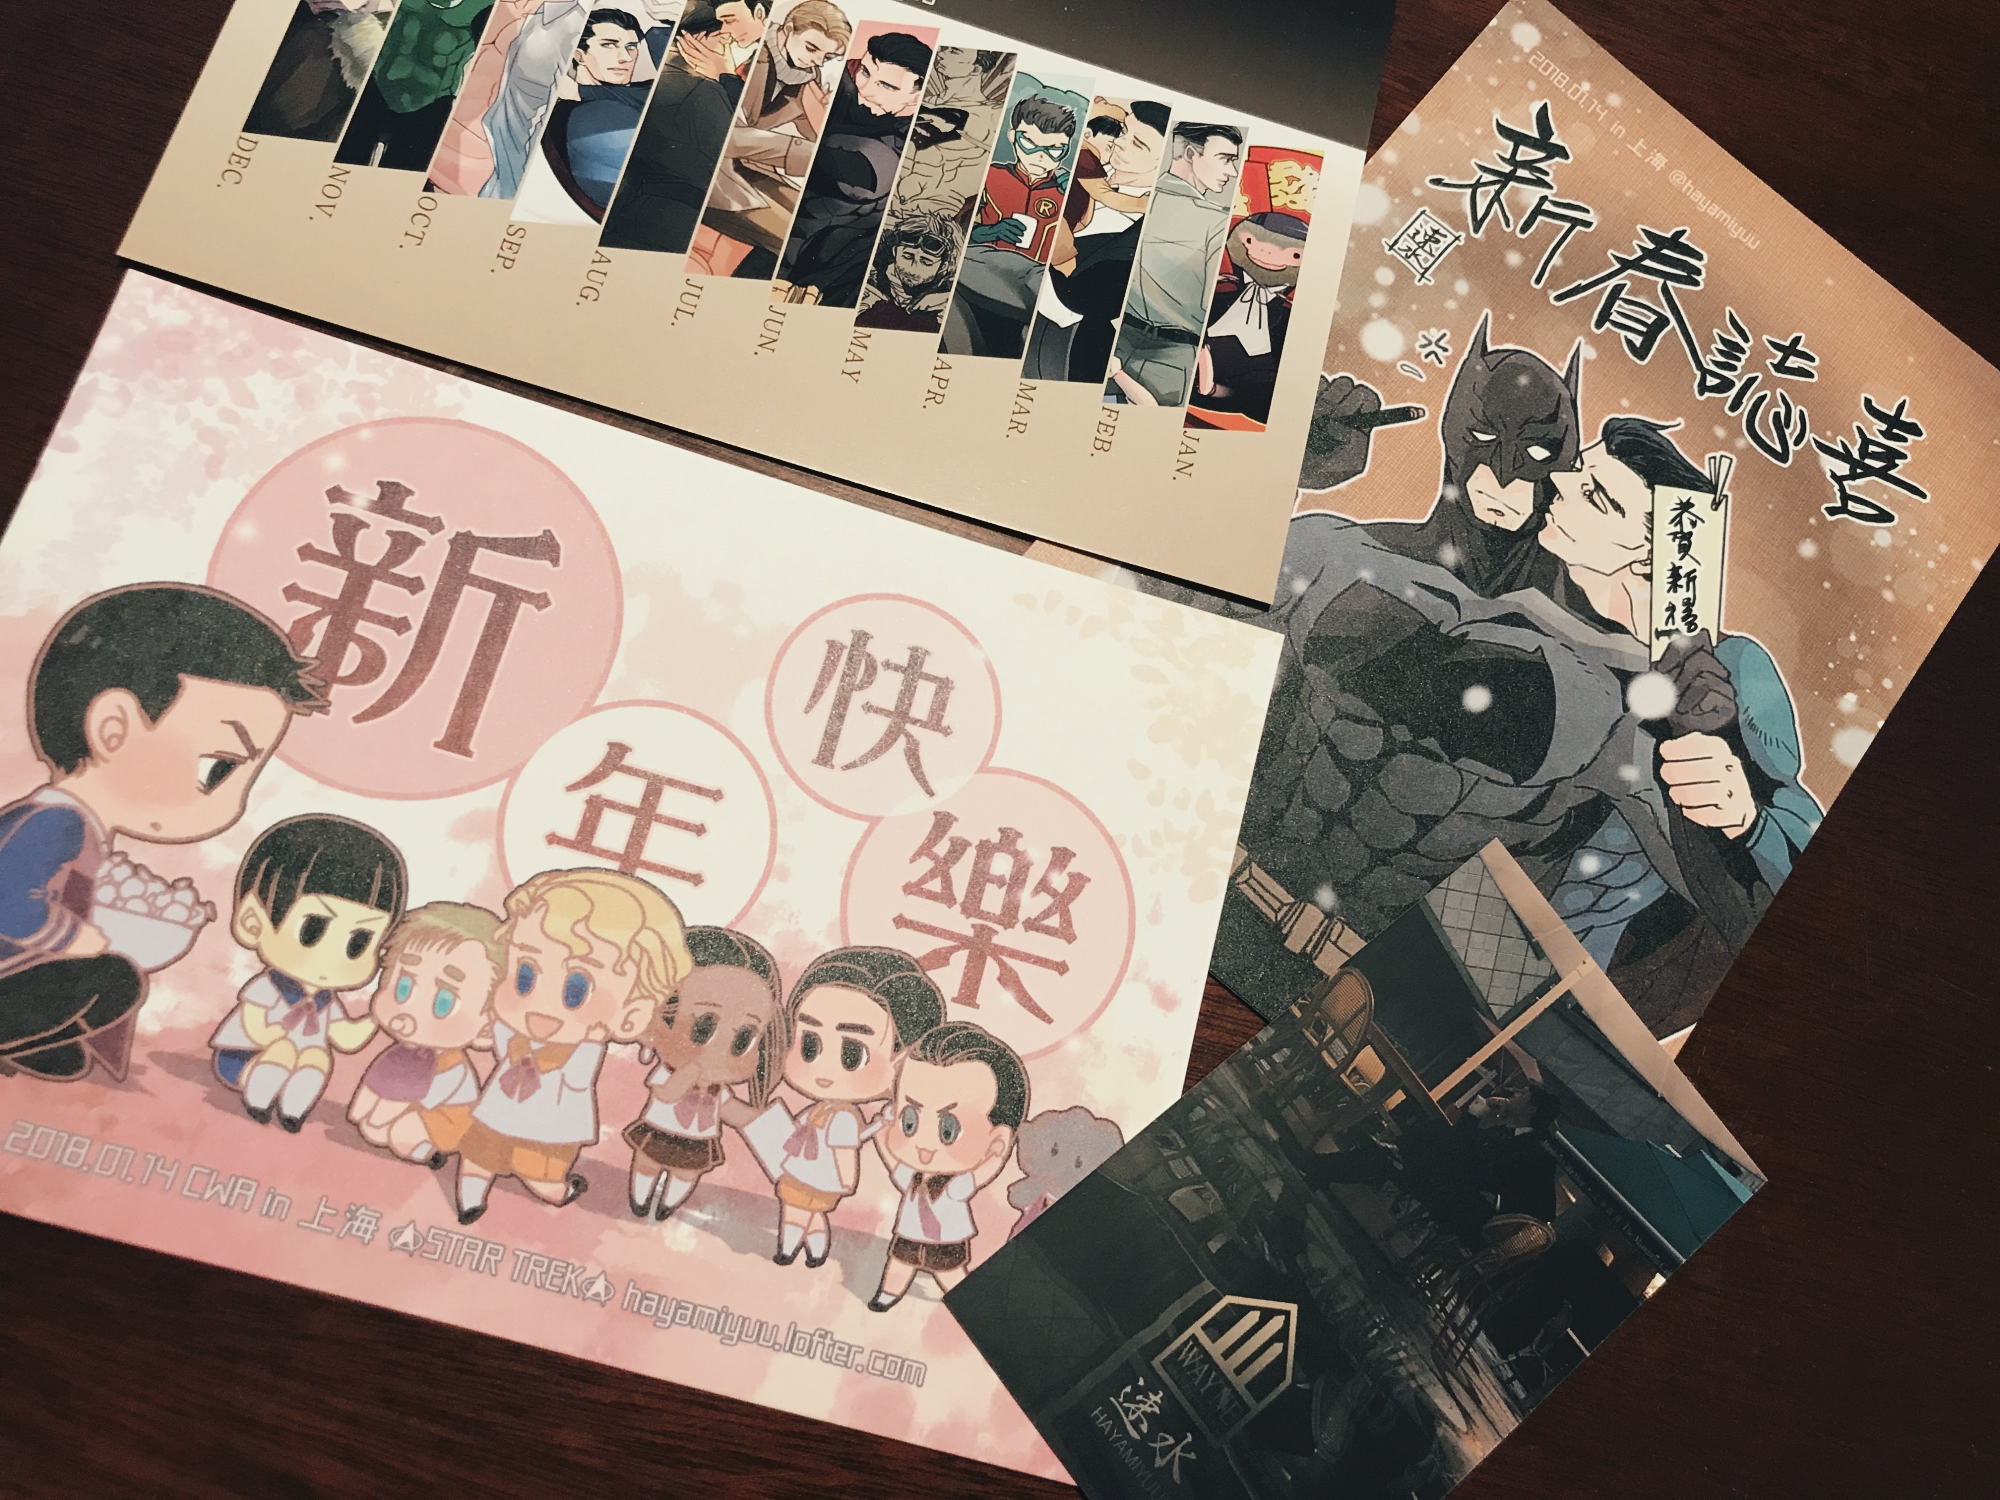 DEC.
NOV.
OCT.
SEP.
AUG.
JUL.
JUN.
MAY
APR.
MAR.
FEB.
JAN.
R
2018.01.14 in 上海 @hayamiyuu
新春誌喜
速水
恭賀新禧
新年快樂
2018.01.14 CWA in 上海 STAR TREK hayamiyuu.lofter.com
WAYNE
速水
HAYAMIYUU